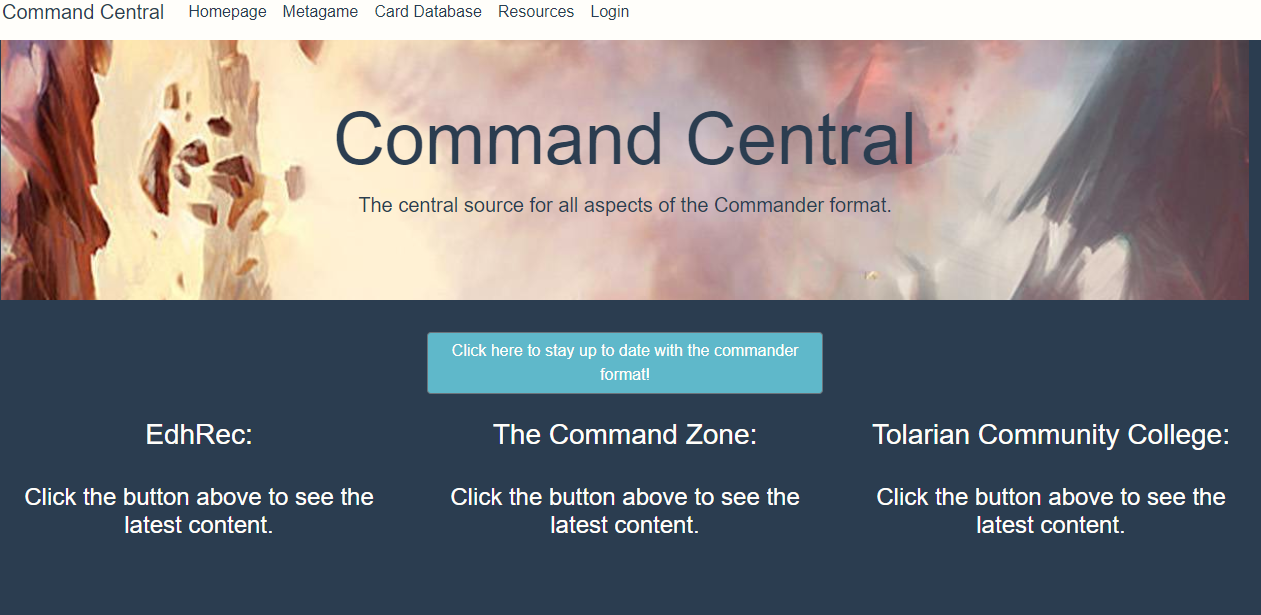 Command Central Homepage Metagame Card Database Resources Login
Command Central
The central source for all aspects of the Commander format.
Click here to stay up to date with the commander
format!
EdhRec:
Click the button above to see the
latest content.
The Command Zone:
Click the button above to see the
latest content.
Tolarian Community College:
Click the button above to see the
latest content.